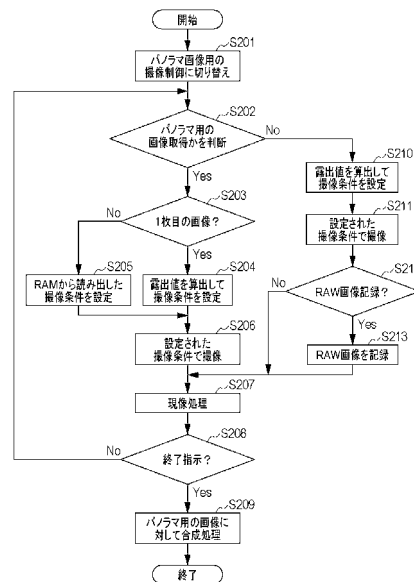 開始
S201
パノラマ画像用の
撮像制御に切り替え
S202
パノラマ用の
画像取得かを判断
No
Yes
S203
1枚目の画像?
No
Yes
S205
RAMから読み出した
撮像条件を設定
S204
露出値を算出して
撮像条件を設定
S206
設定された
撮像条件で撮像
S210
露出値を算出して
撮像条件を設定
S211
設定された
撮像条件で撮像
S21
RAW画像記録?
No
Yes
S213
RAW画像を記録
S207
現像処理
S208
終了指示?
No
Yes
S209
パノラマ用の画像に
対して合成処理
終了